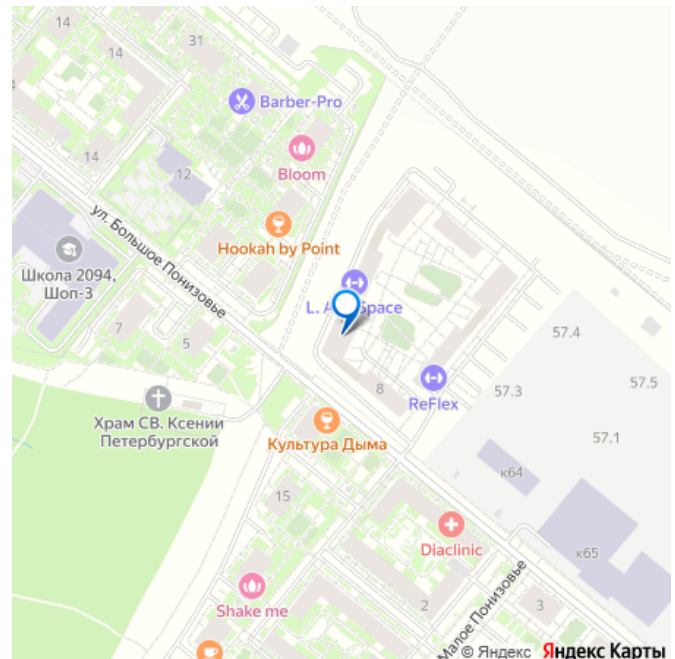 14
31
14
4
Barber-Pro
Bloom
14
12
Hookah by Point
ул. Большое Понизовье
Школа 2094,
Шоп-3
L. A Space
57.4
7
5
57.5
8
57.3
ReFlex
Храм СВ. Ксении
Петербургской
Культура Дыма
57.1
к64
15
Diaclinic
к65
Shake me
2
3
Малое Понизовье
© Яндекс Яндекс Карты